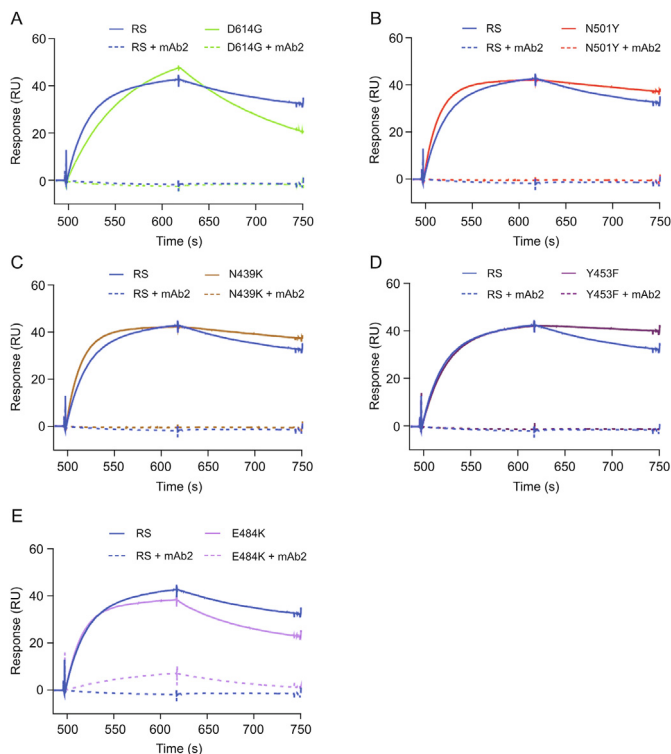 A
RS
D614G
RS + mAb2
D614G + mAb2
60
40
20
0
Response (RU)
500 550 600 650 700 750
Time (s)
B
RS
N501Y
RS + mAb2
N501Y + mAb2
60
40
20
0
Response (RU)
500 550 600 650 700 750
Time (s)
C
RS
N439K
RS + mAb2
N439K + mAb2
60
40
20
0
Response (RU)
500 550 600 650 700 750
Time (s)
D
RS
Y453F
RS + mAb2
Y453F + mAb2
60
40
20
0
Response (RU)
500 550 600 650 700 750
Time (s)
E
RS
E484K
RS + mAb2
E484K + mAb2
60
40
20
0
Response (RU)
500 550 600 650 700 750
Time (s)